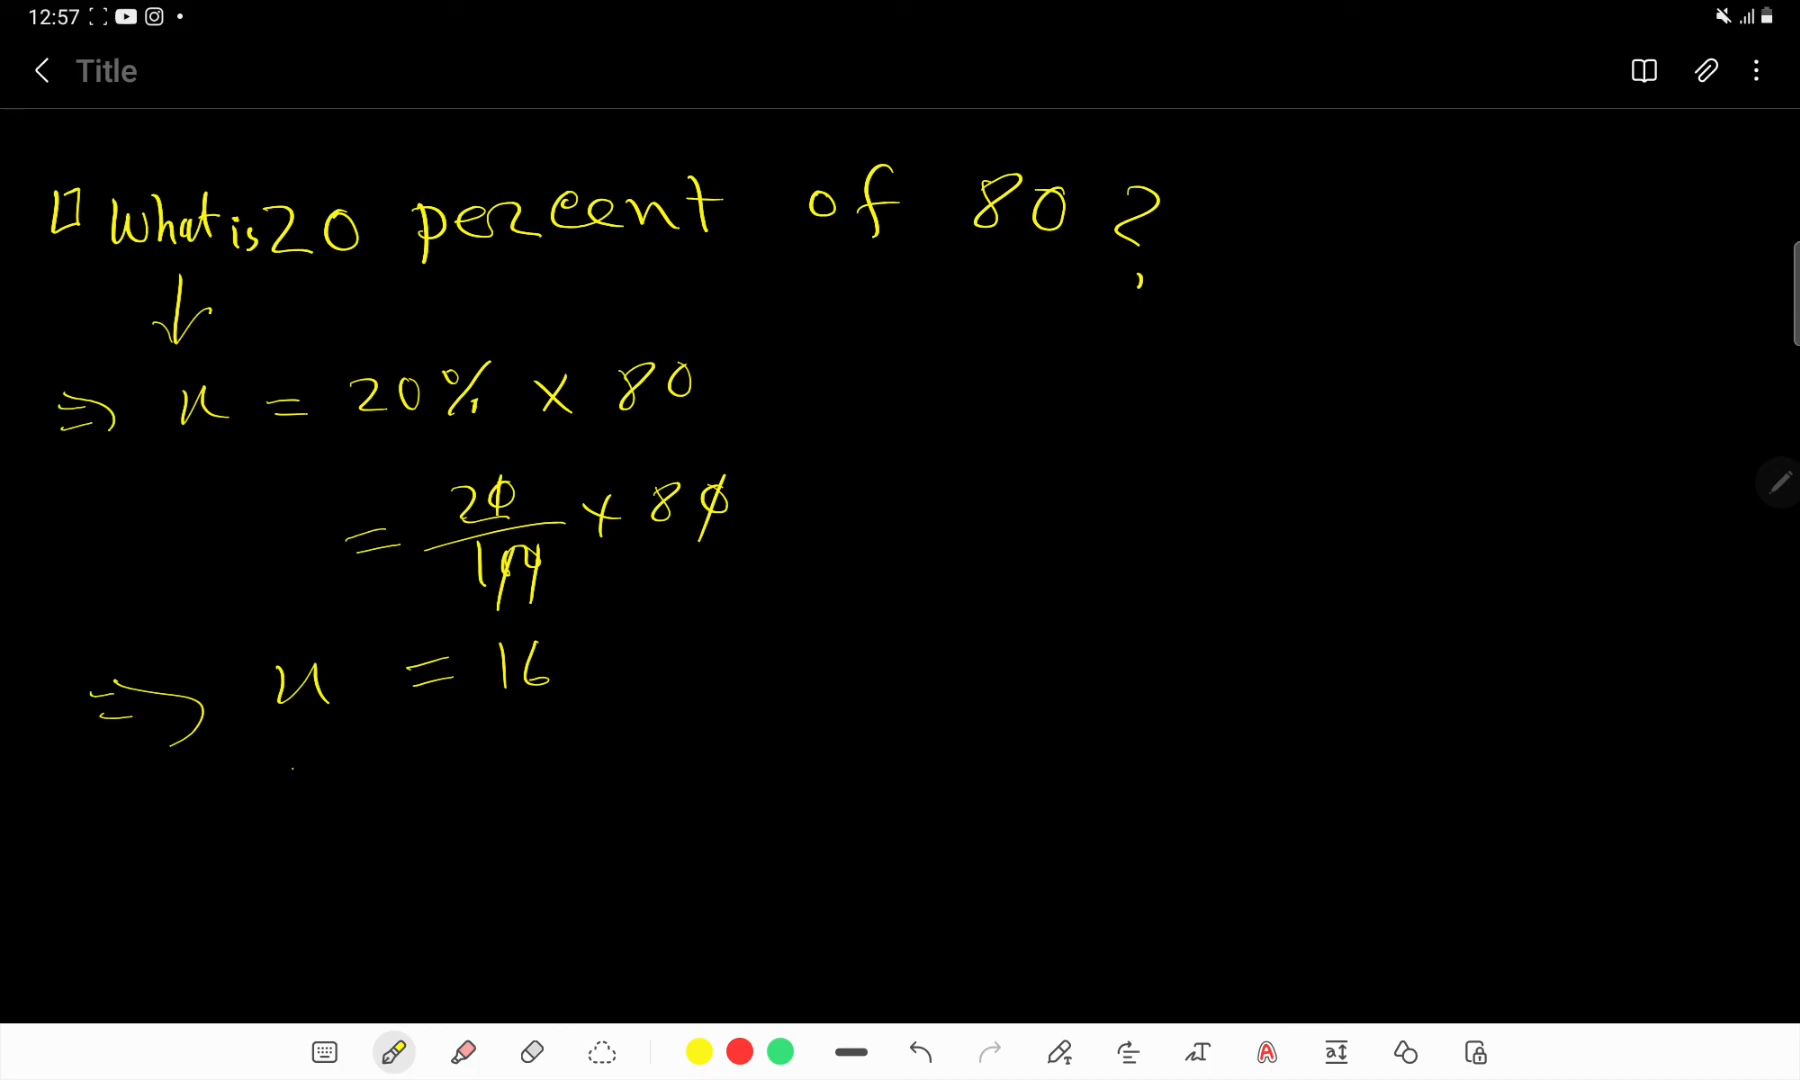 12:57
Title
What is 20 percent of 80 ?
⇒ x = 20% × 80
= 20/100 × 80
⇒ x = 16